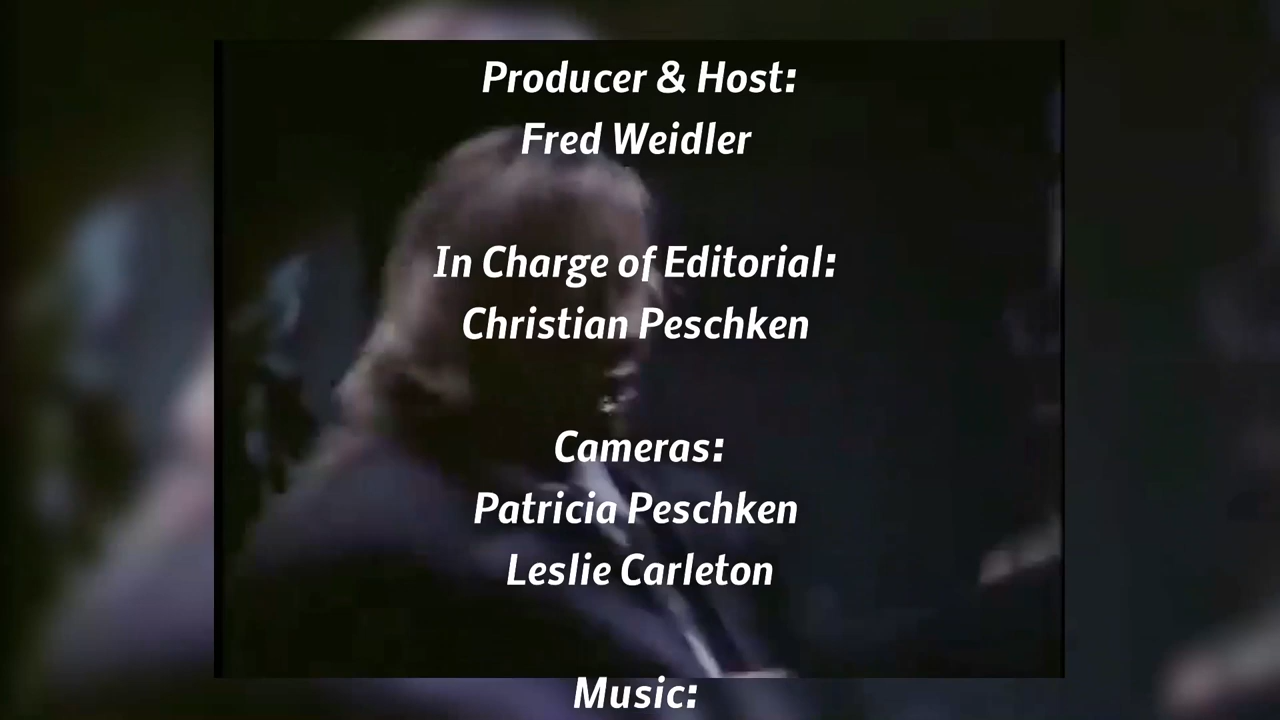 Producer & Host:
Fred Weidler
In Charge of Editorial:
Christian Peschken
Cameras:
Patricia Peschken
Leslie Carleton
Music: